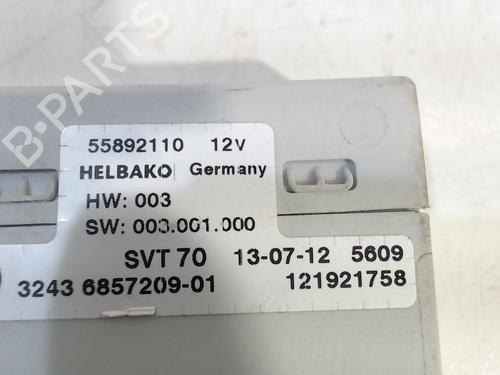 B-PARTS
55892110 12V
HELBAKO Germany
HW: 003
SW: 003.001.000
SVT 70 13-07-12 5609
3243 6857209-01 121921758